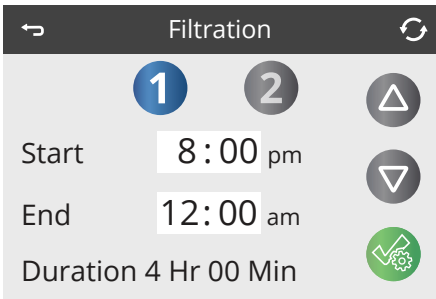 Filtration
1 2
Start 8:00 pm
End 12:00 am
Duration 4 Hr 00 Min